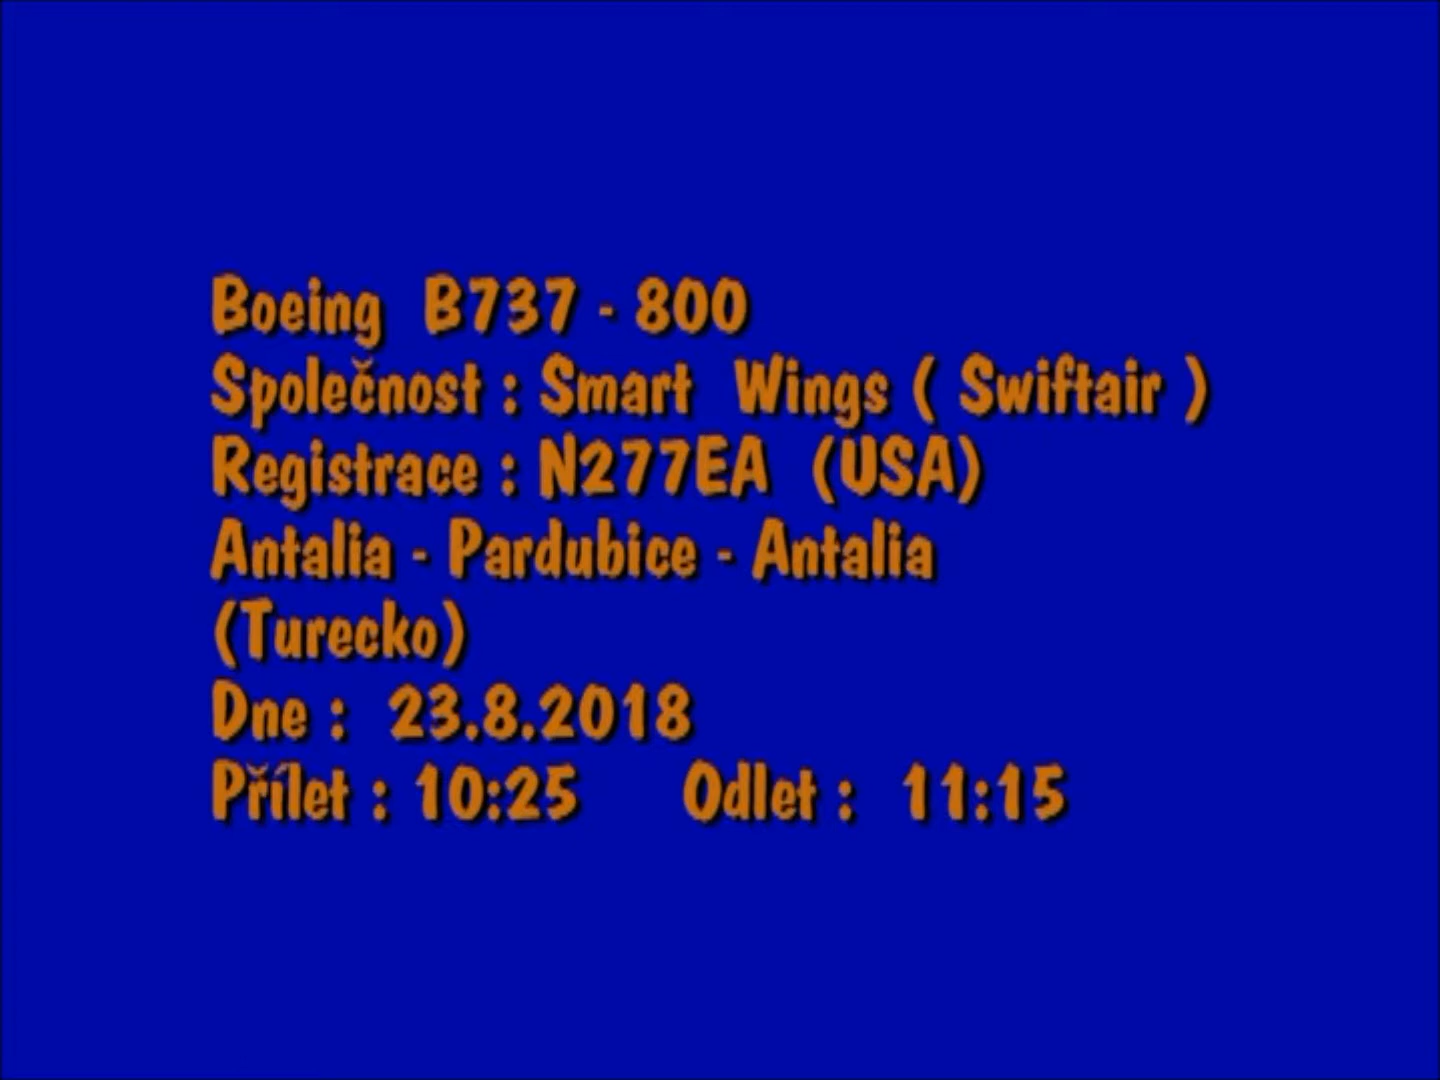 Boeing B737 - 800
Společnost : Smart Wings ( Swiftair )
Registrace : N277EA (USA)
Antalia - Pardubice - Antalia
(Turecko)
Dne : 23.8.2018
Přílet : 10:25 Odlet : 11:15